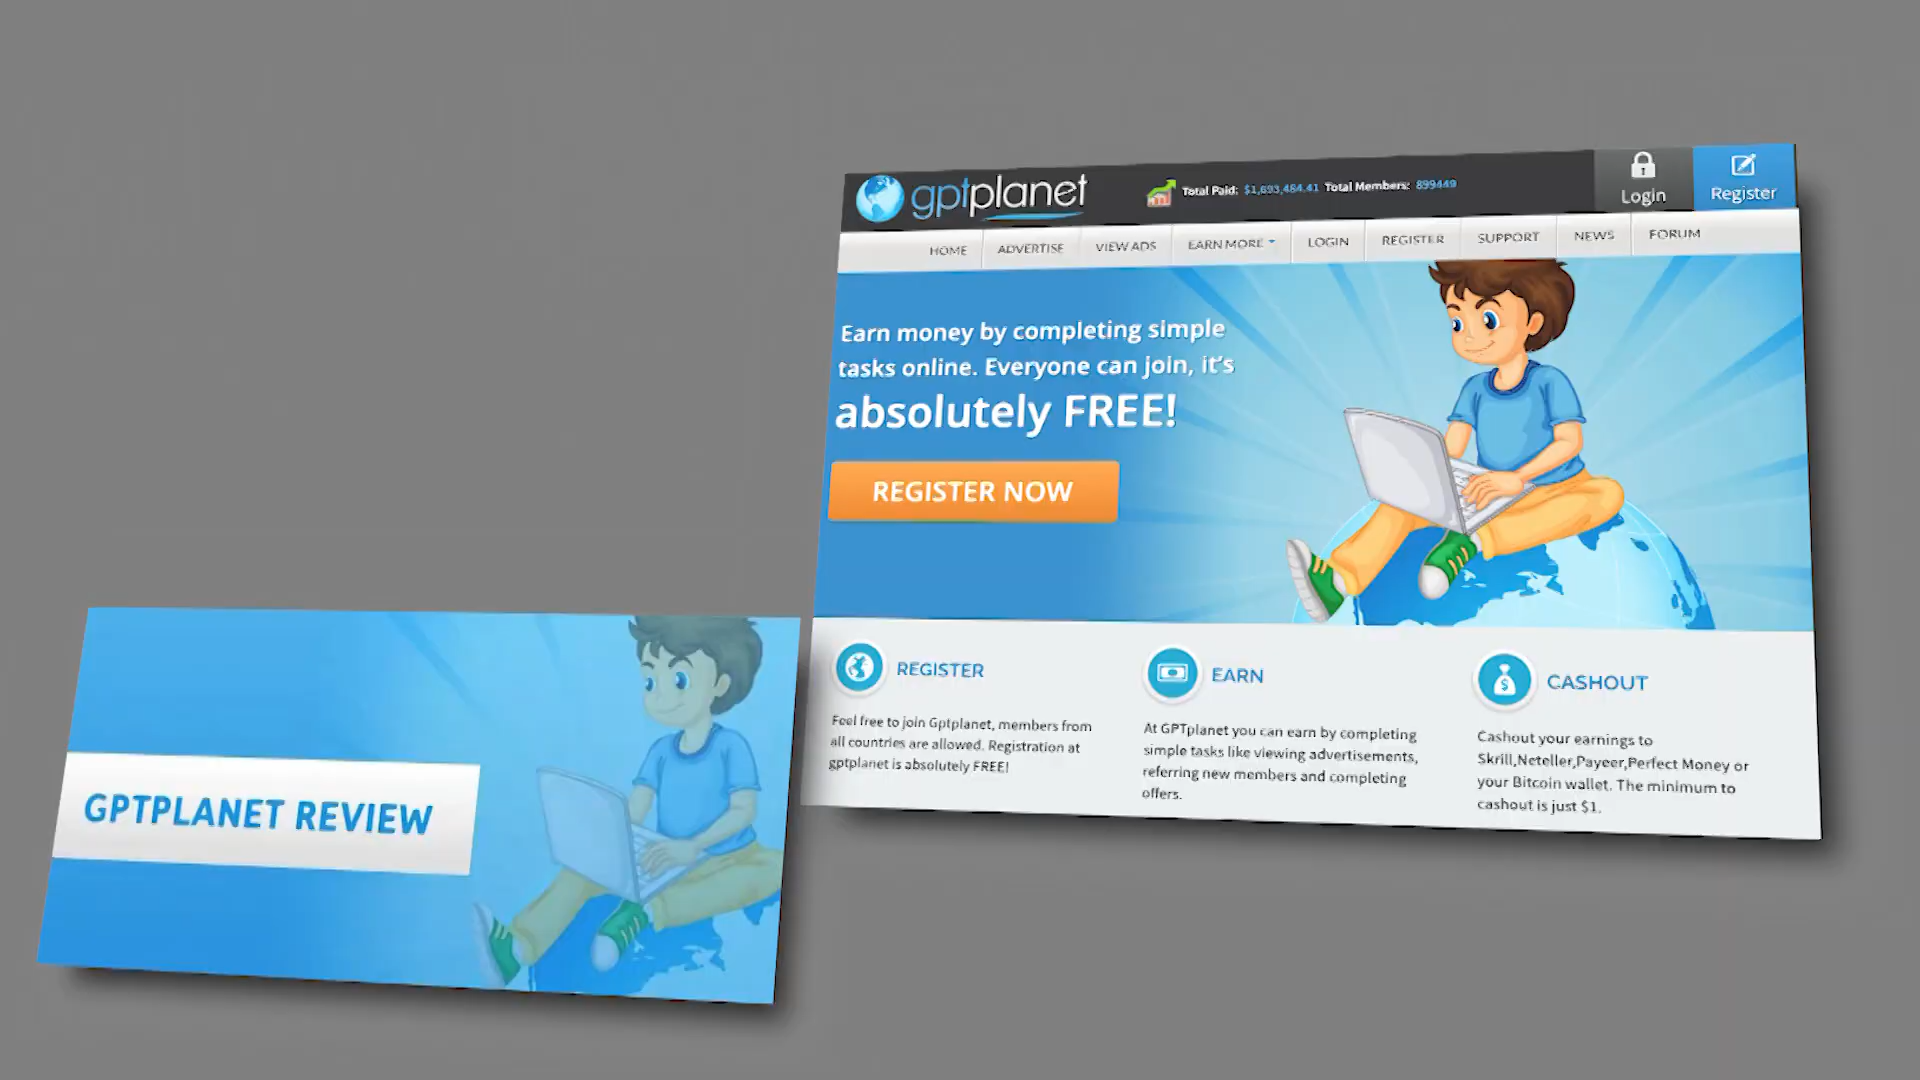 gptplanet
Total Paid: $1,693,484.41 Total Members: 899449
Login
Register
HOME ADVERTISE VIEW ADS EARN MORE LOGIN REGISTER SUPPORT NEWS FORUM
Earn money by completing simple
tasks online. Everyone can join, it's
absolutely FREE!
REGISTER NOW
REGISTER
Feel free to join Gptplanet, members from
all countries are allowed. Registration at
gptplanet is absolutely FREE!
EARN
At GPTplanet you can earn by completing
simple tasks like viewing advertisements,
referring new members and completing
offers.
CASHOUT
Cashout your earnings to
Skrill,Neteller,Payeer,Perfect Money or
your Bitcoin wallet. The minimum to
cashout is just $1.
GPTPLANET REVIEW